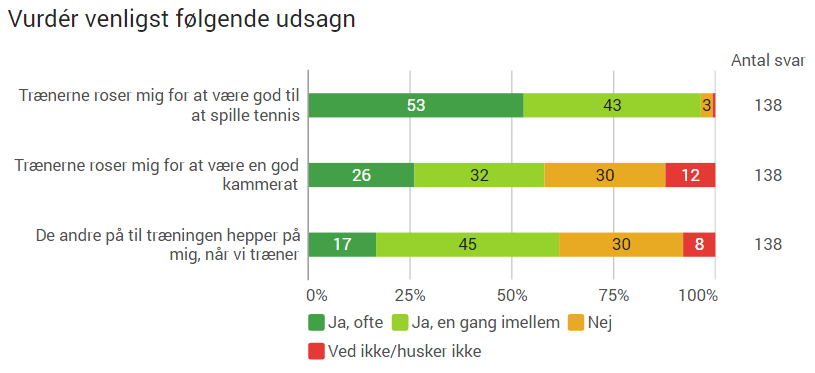 Vurdér venligst følgende udsagn
Antal svar
Trænerne roser mig for at være god til
at spille tennis
53 43 3 138
Trænerne roser mig for at være en god
kammerat
26 32 30 12 138
De andre på til træningen hepper på
mig, når vi træner
17 45 30 8 138
0% 25% 50% 75% 100%
Ja, ofte Ja, en gang imellem Nej
Ved ikke/husker ikke